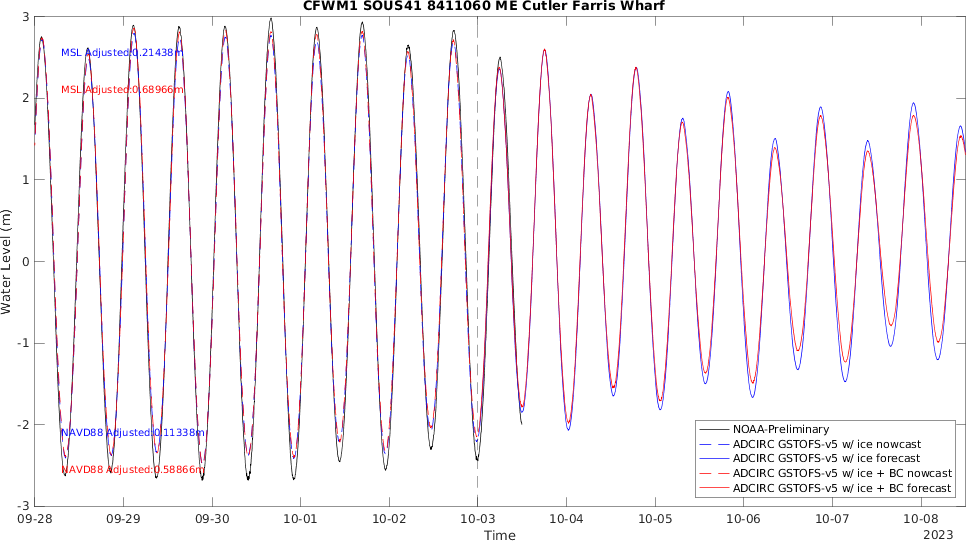 CFWM1 SOUS41 8411060 ME Cutler Farris Wharf
3
2
1
0
-1
-2
-3
Water Level (m)
MSL Adjusted:0.21438m
MSL Adjusted:0.68966m
NAVD88 Adjusted:0.11338m
NAVD88 Adjusted:0.58866m
NOAA-Preliminary
ADCIRC GSTOFS-v5 w/ ice nowcast
ADCIRC GSTOFS-v5 w/ ice forecast
ADCIRC GSTOFS-v5 w/ ice + BC nowcast
ADCIRC GSTOFS-v5 w/ ice + BC forecast
09-28 09-29 09-30 10-01 10-02 10-03 10-04 10-05 10-06 10-07 10-08
Time
2023